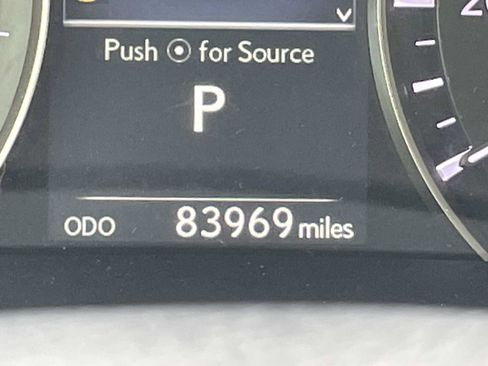 Push ⦿ for Source
P
ODO 83969 miles